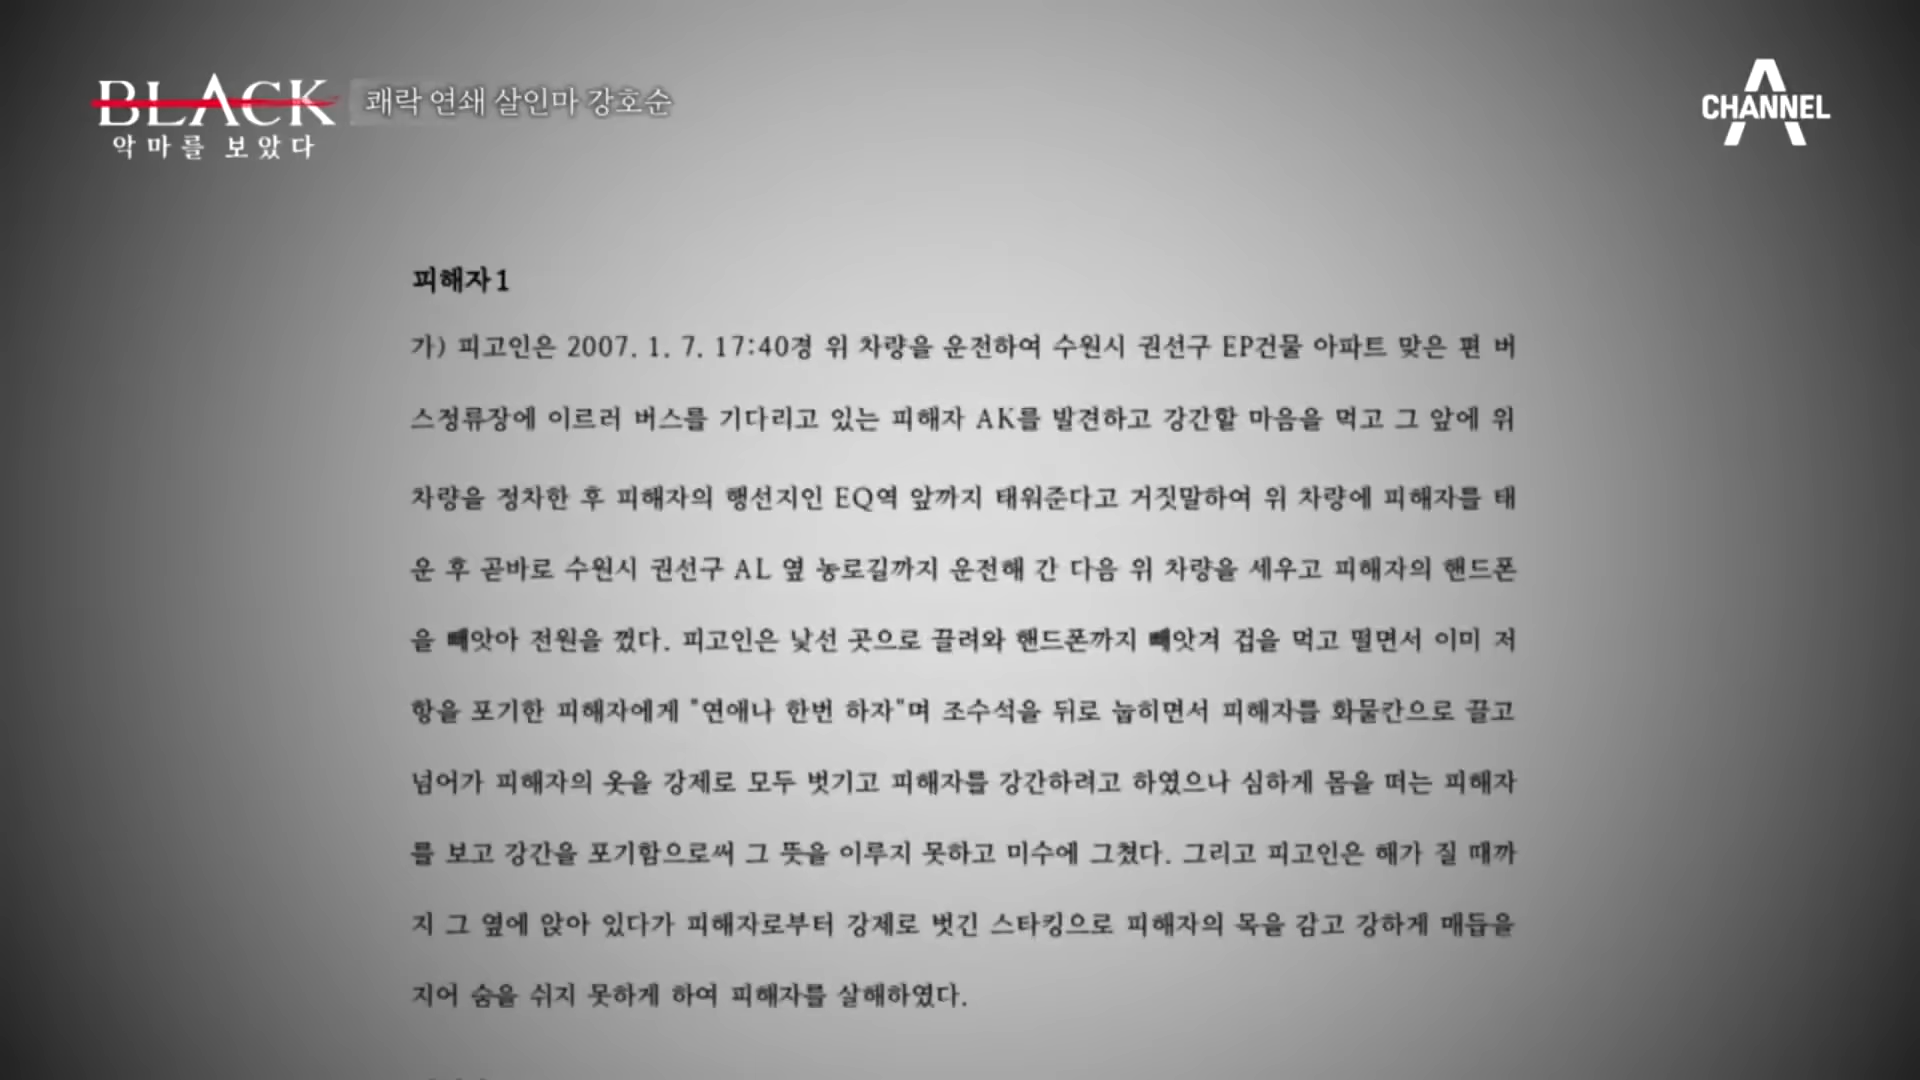 BLACK
악마를 보았다
쾌락 연쇄 살인마 강호순
CHANNEL A
피해자 1
가) 피고인은 2007. 1. 7. 17:40경 위 차량을 운전하여 수원시 권선구 EP건물 아파트 맞은 편 버
스정류장에 이르러 버스를 기다리고 있는 피해자 AK를 발견하고 강간할 마음을 먹고 그 앞에 위
차량을 정차한 후 피해자의 행선지인 EQ역 앞까지 태워준다고 거짓말하여 위 차량에 피해자를 태
운 후 곧바로 수원시 권선구 AL 옆 농로길까지 운전해 간 다음 위 차량을 세우고 피해자의 핸드폰
을 빼앗아 전원을 껐다. 피고인은 낯선 곳으로 끌려와 핸드폰까지 빼앗겨 겁을 먹고 떨면서 이미 저
항을 포기한 피해자에게 "연애나 한번 하자"며 조수석을 뒤로 눕히면서 피해자를 화물칸으로 끌고
넘어가 피해자의 옷을 강제로 모두 벗기고 피해자를 강간하려고 하였으나 심하게 몸을 떠는 피해자
를 보고 강간을 포기함으로써 그 뜻을 이루지 못하고 미수에 그쳤다. 그리고 피고인은 해가 질 때까
지 그 옆에 앉아 있다가 피해자로부터 강제로 벗긴 스타킹으로 피해자의 목을 감고 강하게 매듭을
지어 숨을 쉬지 못하게 하여 피해자를 살해하였다.